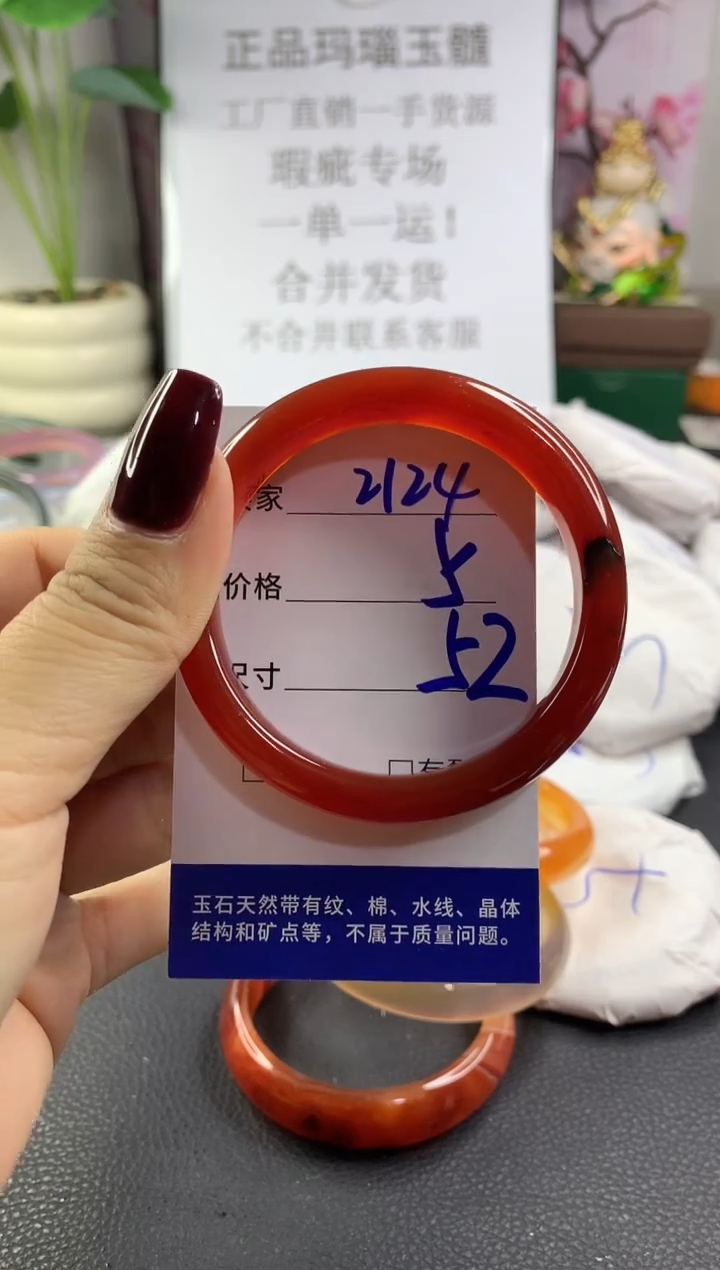 正品玛瑙玉髓
工厂直销一手货源
瑕疵专场
一单一运！
合并发货
不合并联系客服
家 2124
价格 5
尺寸 52
玉石天然带有纹、棉、水线、晶体
结构和矿点等，不属于质量问题。